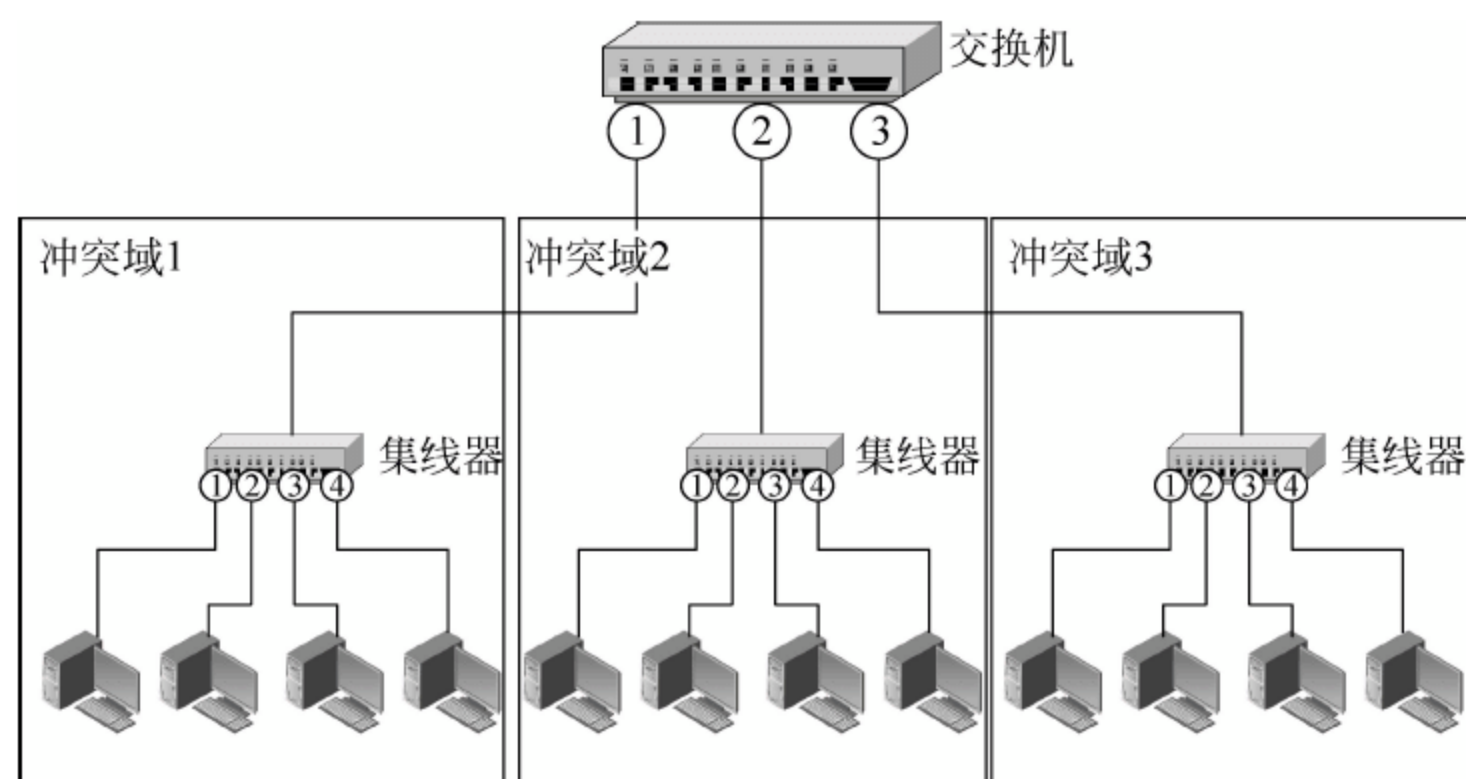 交换机
① ② ③
冲突域1 冲突域2 冲突域3
集线器 集线器 集线器
① ② ③ ④ ① ② ③ ④ ① ② ③ ④